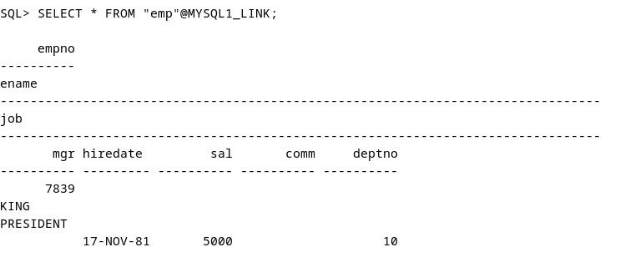 SQL> SELECT * FROM "emp"@MYSQL1_LINK;
     empno
----------
ename
--------------------------------------------------------------------------------
job
--------------------------------------------------------------------------------
       mgr hiredate         sal       comm     deptno
---------- --------- ---------- ---------- ----------
      7839
KING
PRESIDENT
           17-NOV-81       5000                    10